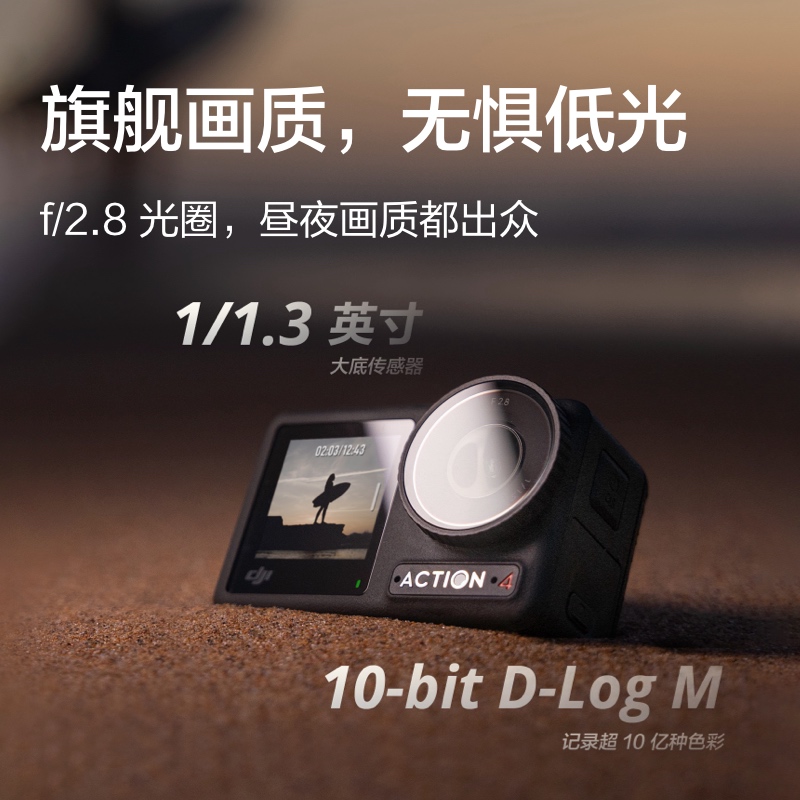 旗舰画质，无惧低光
f/2.8 光圈，昼夜画质都出众
1/1.3 英寸
大底传感器
02:03/12:43
dji
ACTION 4
10-bit D-Log M
记录超 10 亿种色彩